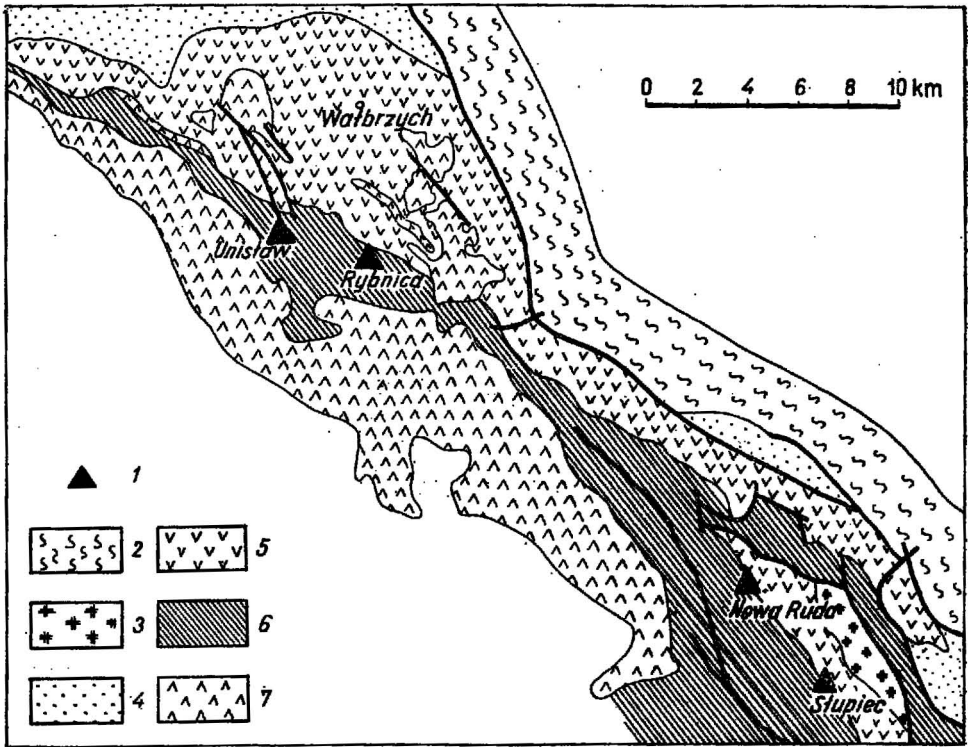 0 2 4 6 8 10 km
Wałbrzych
Unisław
Rybnica
Nowa Ruda
Słupiec
1
2 5
3 6
4 7